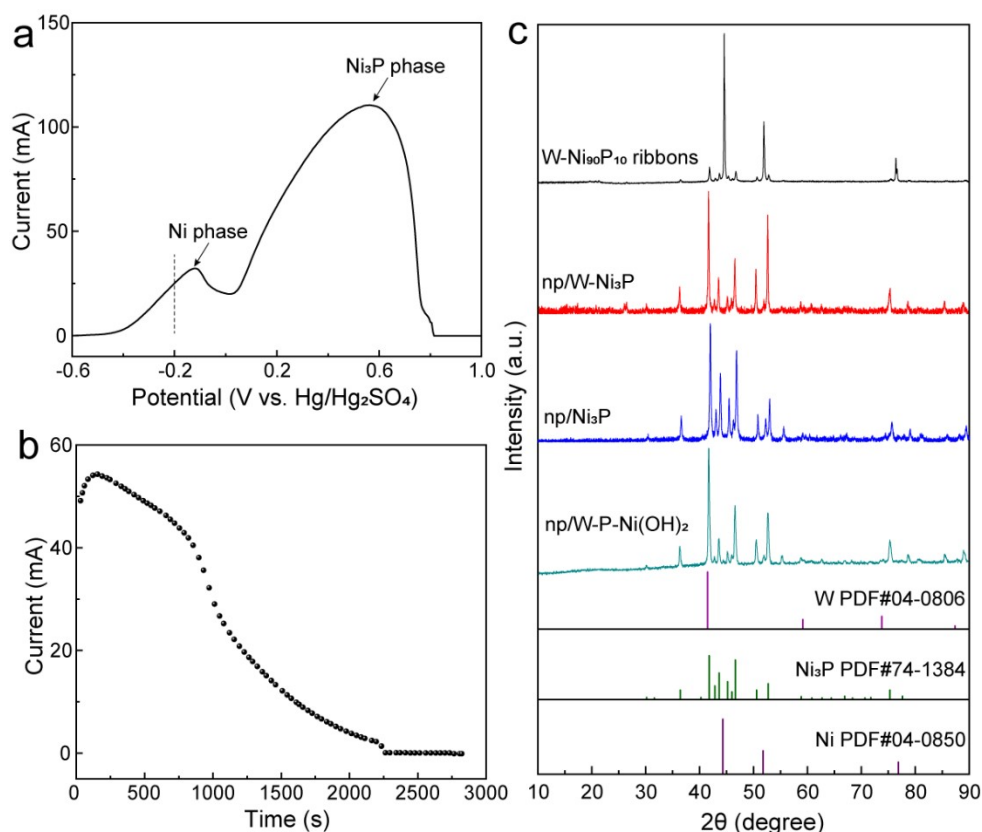 a
150
100
50
0
Current (mA)
Ni₃P phase
Ni phase
-0.6
-0.2
0.2
0.6
1.0
Potential (V vs. Hg/Hg₂SO₄)
b
60
40
20
0
Current (mA)
0
500
1000
1500
2000
2500
3000
Time (s)
c
Intensity (a.u.)
W-Ni₉₀P₁₀ ribbons
np/W-Ni₃P
np/Ni₃P
np/W-P-Ni(OH)₂
W PDF#04-0806
Ni₃P PDF#74-1384
Ni PDF#04-0850
10
20
30
40
50
60
70
80
90
2θ (degree)